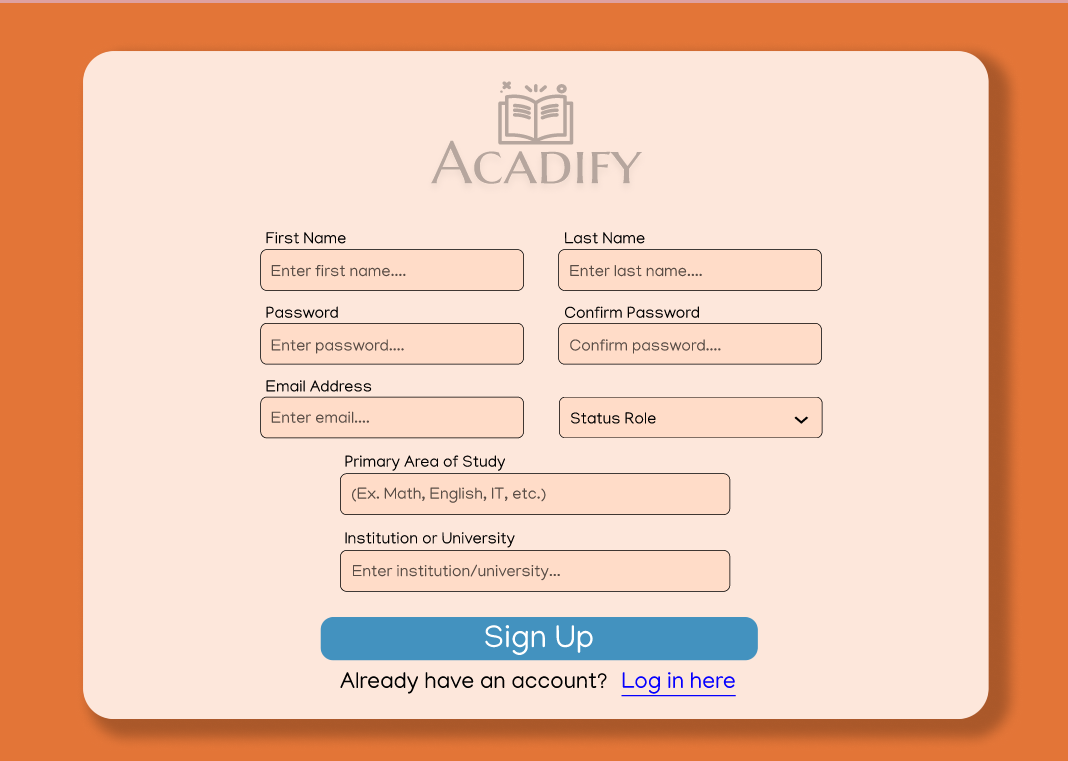 ACADIFY
First Name
Last Name
Enter first name....
Enter last name....
Password
Confirm Password
Enter password....
Confirm password....
Email Address
Enter email....
Status Role
Primary Area of Study
(Ex. Math, English, IT, etc.)
Institution or University
Enter institution/university...
Sign Up
Already have an account? Log in here